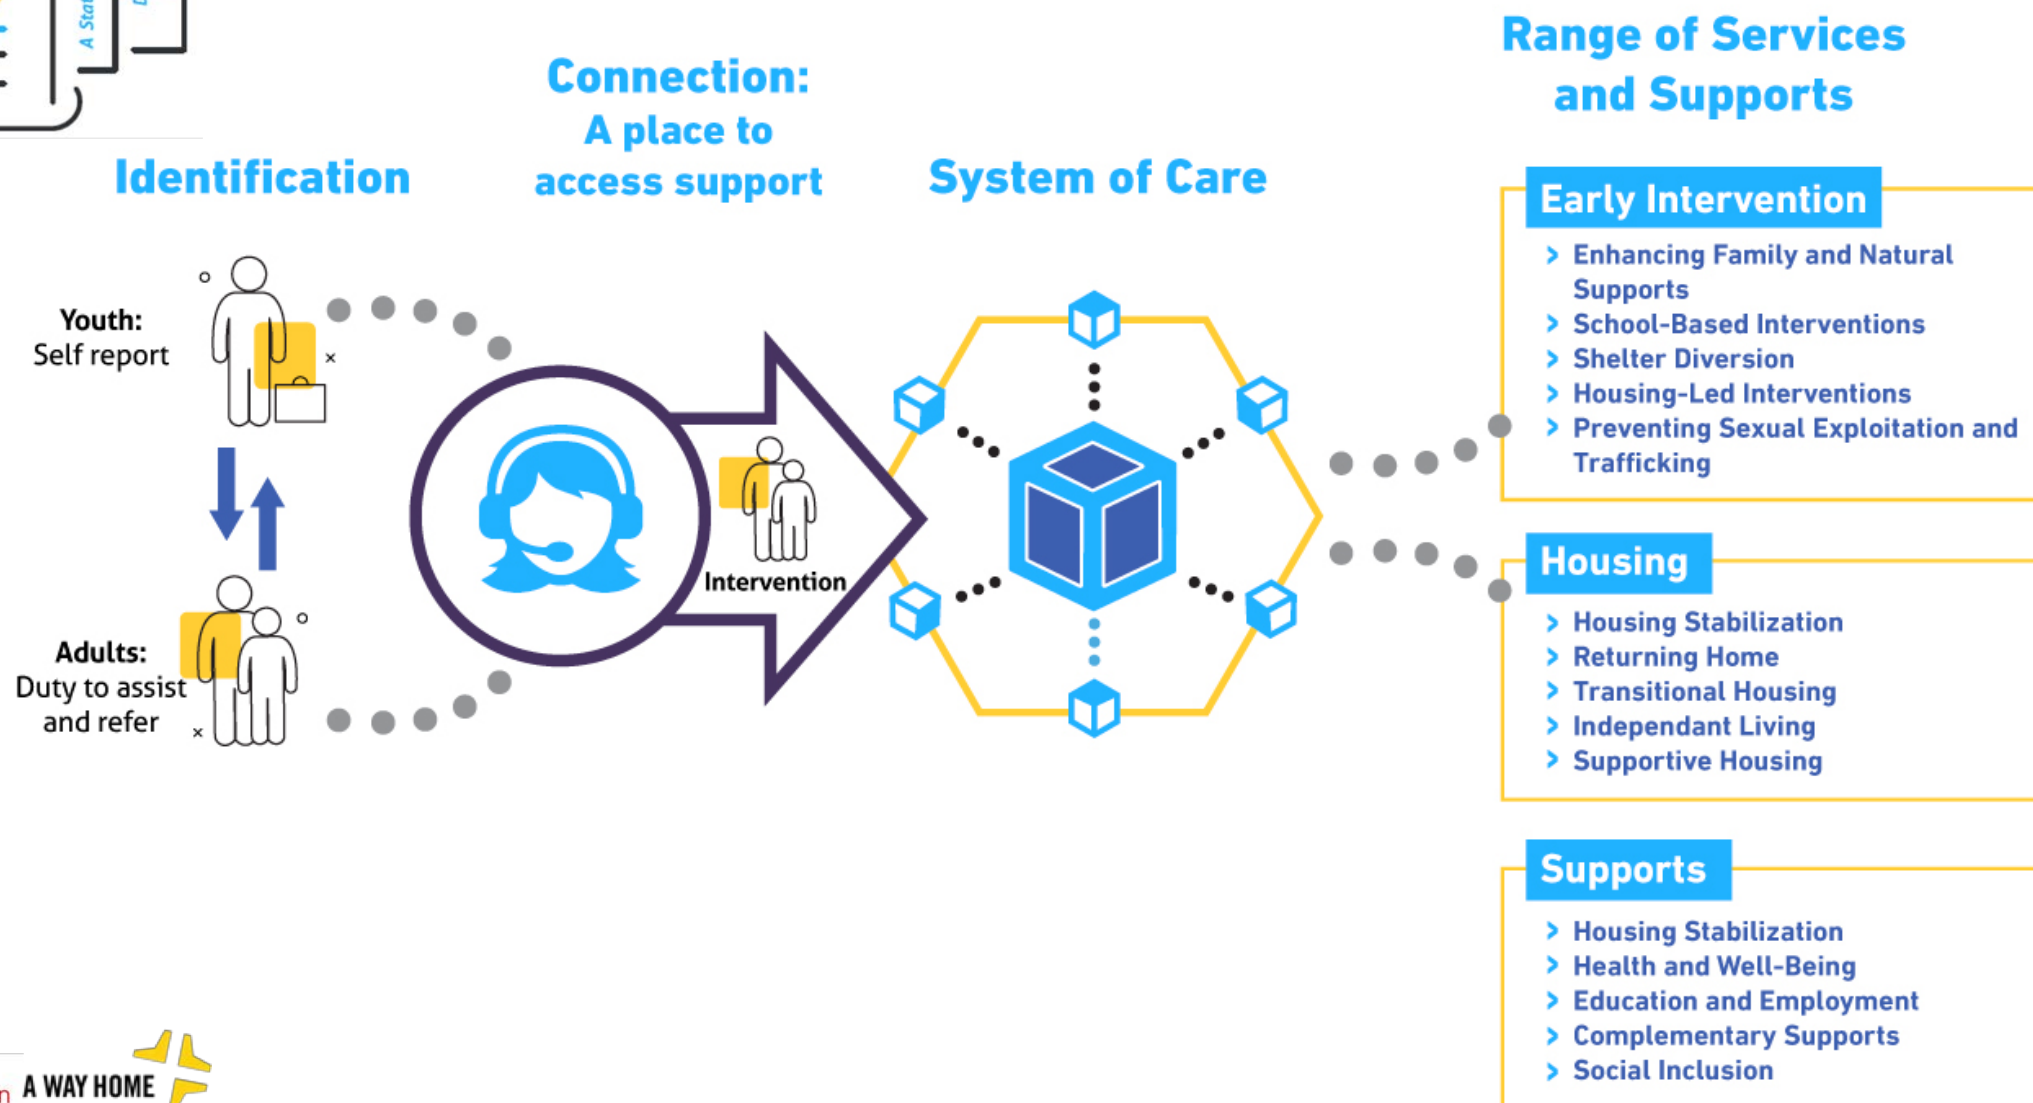 A Stat
Identification
Youth:
Self report
Adults:
Duty to assist
and refer
Connection:
A place to
access support
Intervention
System of Care
Range of Services
and Supports
Early Intervention
Enhancing Family and Natural
Supports
School-Based Interventions
Shelter Diversion
Housing-Led Interventions
Preventing Sexual Exploitation and
Trafficking
Housing
Housing Stabilization
Returning Home
Transitional Housing
Independant Living
Supportive Housing
Supports
Housing Stabilization
Health and Well-Being
Education and Employment
Complementary Supports
Social Inclusion
n A WAY HOME